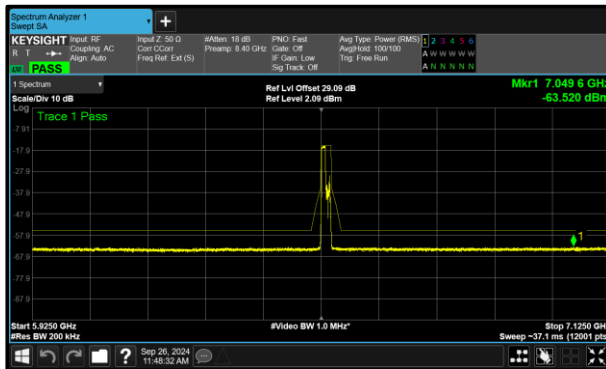 Spectrum Analyzer 1
Swept SA
KEYSIGHT Input: RF Input Z: 50 Ω #Atten: 18 dB PNO: Fast Avg Type: Power (RMS) 1 2 3 4 5 6
R T Coupling: AC Corr CCorr Preamp: 8.40 GHz Gate: Off Avg|Hold: 100/100 A W W W W W
Align: Auto Freq Ref: Ext (S) IF Gain: Low Trig: Free Run
LW PASS Sig Track: Off A N N N N N
1 Spectrum Ref Lvl Offset 29.09 dB Mkr1 7.049 6 GHz
Scale/Div 10 dB Ref Level 2.09 dBm -63.520 dBm
Log
Trace 1 Pass
-7.91
-17.9
-27.9
-37.9
-47.9
-57.9
1
-67.9
-77.9
-87.9
Start 5.9250 GHz #Video BW 1.0 MHz* Stop 7.1250 GHz
#Res BW 200 kHz Sweep ~37.1 ms (12001 pts)
? Sep 26, 2024
11:48:32 AM